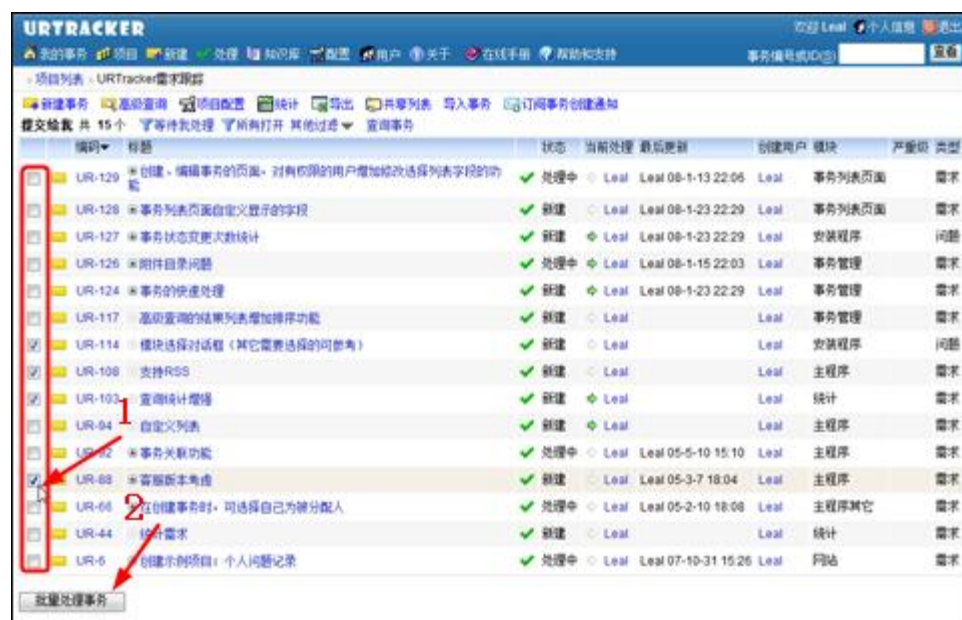 URTRACKER 欢迎 Leal 个人信息 退出
我的事务 项目 新建 处理 知识库 配置 用户 关于 在线手册 帮助和支持 事务编号或ID(S) 查看
项目列表 URTracker需求跟踪
新建事务 高级查询 项目配置 统计 导出 共享列表 导入事务 订阅事务创建通知
提交给我 共 15个 等待我处理 所有打开 其他过滤 查询事务
编码 标题 状态 当前处理 最后更新 创建用户 模块 严重级 类型
UR-129 创建、编辑事务的页面，对有权限的用户增加修改选择列表字段的功能 处理中 Leal Leal 08-1-13 22:06 Leal 事务列表页面 需求
UR-128 事务列表页面自定义显示的字段 新建 Leal Leal 08-1-23 22:29 Leal 事务列表页面 需求
UR-127 事务状态变更次数统计 新建 Leal Leal 08-1-23 22:29 Leal 安装程序 问题
UR-126 附件目录问题 处理中 Leal Leal 08-1-15 22:03 Leal 事务管理 需求
UR-124 事务的快速处理 新建 Leal Leal 08-1-23 22:29 Leal 事务管理 需求
UR-117 高级查询的结果列表增加排序功能 新建 Leal Leal 事务管理 需求
UR-114 模块选择对话框（其它需要选择的可参考） 新建 Leal Leal 安装程序 问题
UR-108 支持RSS 新建 Leal Leal 主程序 需求
UR-103 查询统计增强 新建 Leal Leal 统计 需求
UR-94 自定义列表 新建 Leal Leal 主程序 需求
1
UR-92 事务关联功能 处理中 Leal Leal 05-5-10 15:10 Leal 主程序 需求
UR-88 客服版本考虑 新建 Leal Leal 05-3-7 18:04 Leal 主程序 需求
2
UR-66 在创建事务时，可选择自己为被分配人 处理中 Leal Leal 05-2-10 18:08 Leal 主程序其它 需求
UR-44 统计需求 新建 Leal Leal 统计 需求
UR-6 创建示例项目：个人问题记录 处理中 Leal Leal 07-10-31 15:26 Leal 网站 需求
批量处理事务